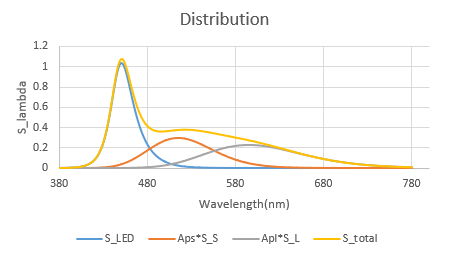 Distribution
S_lambda
1.2
1
0.8
0.6
0.4
0.2
0
380 480 580 680 780
Wavelength(nm)
S_LED Aps*S_S Apl*S_L S_total